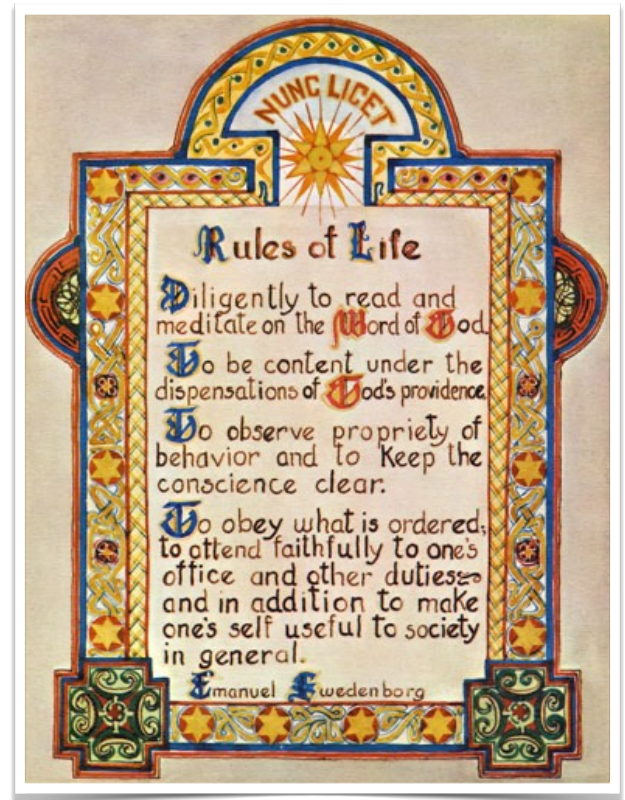 NUNC LICET
Rules of Life
Diligently to read and
meditate on the Word of God.
To be content under the
dispensations of God's providence.
To observe propriety of
behavior and to keep the
conscience clear.
To obey what is ordered;
to attend faithfully to one's
office and other duties
and in addition to make
one's self useful to society
in general.
Emanuel Swedenborg